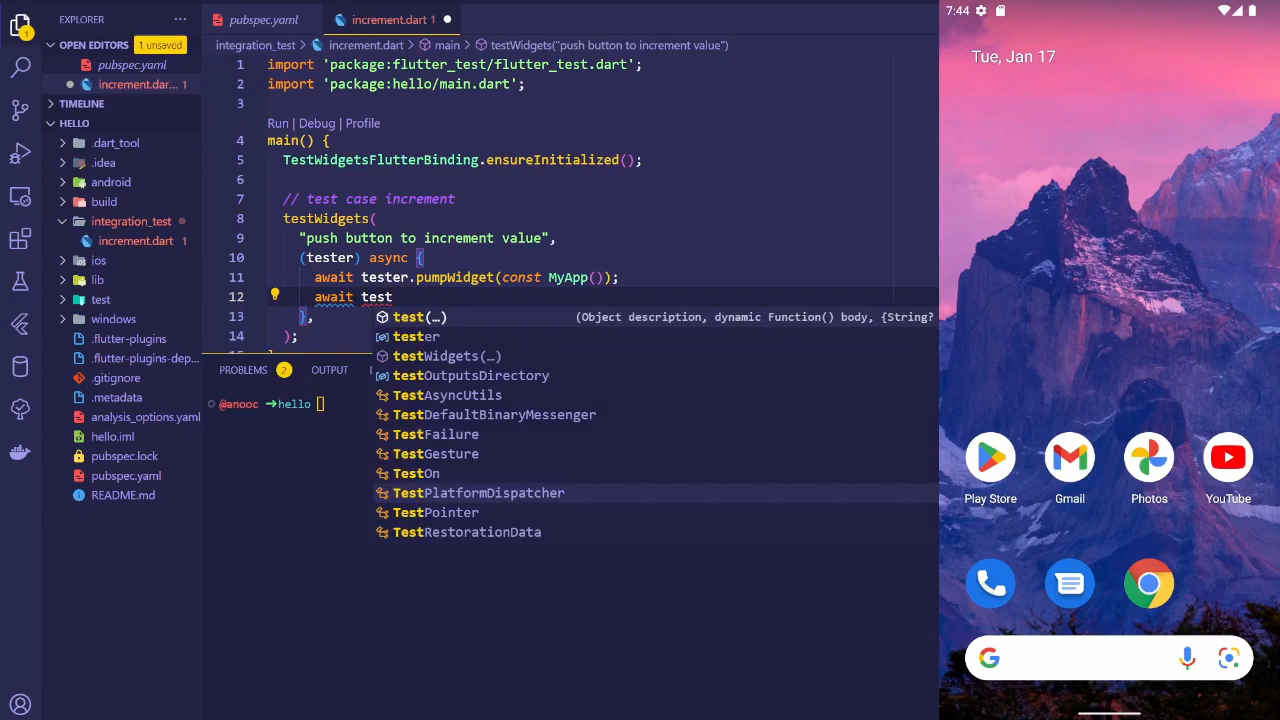 EXPLORER ···
OPEN EDITORS 1 unsaved
pubspec.yaml
increment.dar... 1
TIMELINE
HELLO
.dart_tool
.idea
android
build
integration_test
increment.dart 1
ios
lib
test
windows
.flutter-plugins
.flutter-plugins-dep...
.gitignore
.metadata
analysis_options.yaml
hello.iml
pubspec.lock
pubspec.yaml
README.md
1
pubspec.yaml increment.dart 1
integration_test > increment.dart > main > testWidgets("push button to increment value")
1 import 'package:flutter_test/flutter_test.dart';
2 import 'package:hello/main.dart';
3
Run | Debug | Profile
4 main() {
5 TestWidgetsFlutterBinding.ensureInitialized();
6
7 // test case increment
8 testWidgets(
9 "push button to increment value",
10 (tester) async {
11 await tester.pumpWidget(const MyApp());
12 await test
13 },
14 );
test(…) (Object description, dynamic Function() body, {String?
tester
testWidgets(…)
testOutputsDirectory
TestAsyncUtils
TestDefaultBinaryMessenger
TestFailure
TestGesture
TestOn
TestPlatformDispatcher
TestPointer
TestRestorationData
PROBLEMS 2 OUTPUT
@anooc ➜hello
7:44
Tue, Jan 17
Play Store Gmail Photos YouTube